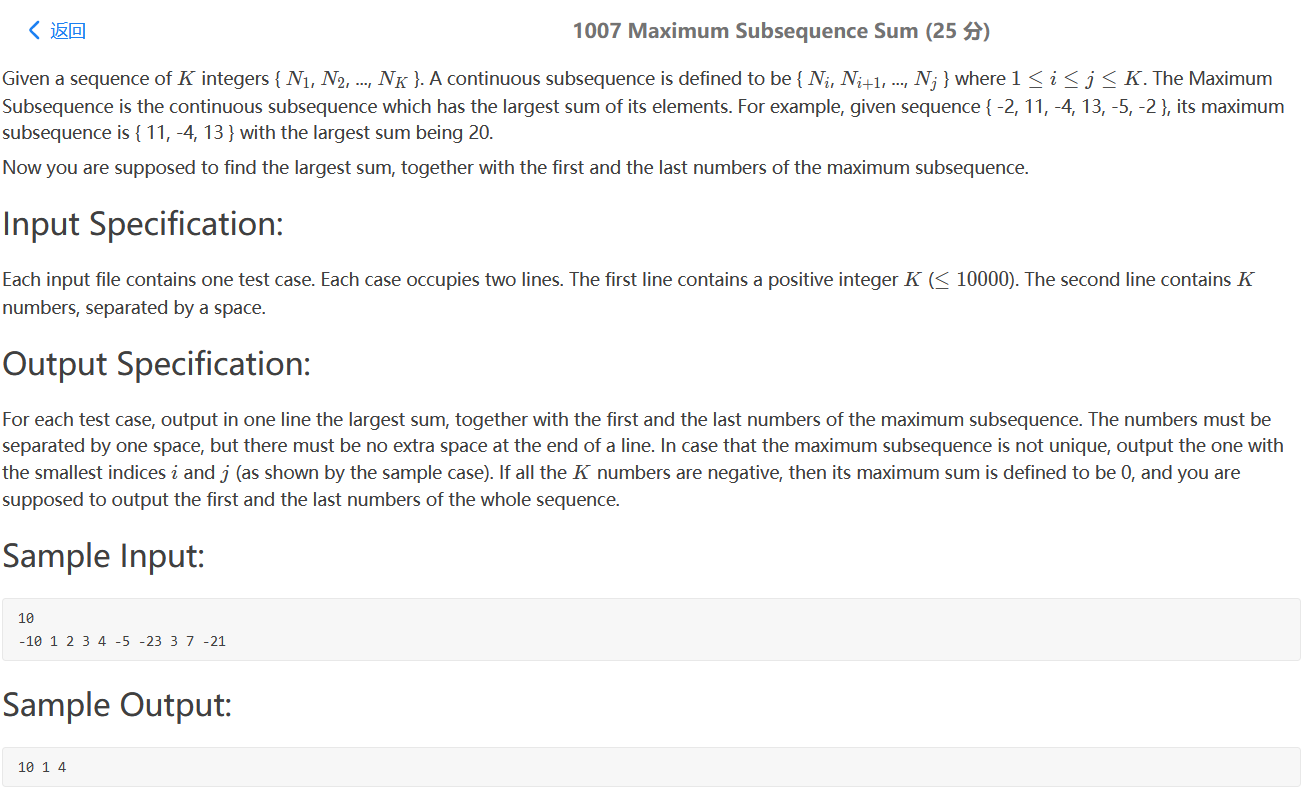 返回
1007 Maximum Subsequence Sum (25 分)
Given a sequence of K integers { N1, N2, ..., NK }. A continuous subsequence is defined to be { Ni, Ni+1, ..., Nj } where 1 ≤ i ≤ j ≤ K. The Maximum
Subsequence is the continuous subsequence which has the largest sum of its elements. For example, given sequence { -2, 11, -4, 13, -5, -2 }, its maximum
subsequence is { 11, -4, 13 } with the largest sum being 20.
Now you are supposed to find the largest sum, together with the first and the last numbers of the maximum subsequence.
Input Specification:
Each input file contains one test case. Each case occupies two lines. The first line contains a positive integer K (≤ 10000). The second line contains K
numbers, separated by a space.
Output Specification:
For each test case, output in one line the largest sum, together with the first and the last numbers of the maximum subsequence. The numbers must be
separated by one space, but there must be no extra space at the end of a line. In case that the maximum subsequence is not unique, output the one with
the smallest indices i and j (as shown by the sample case). If all the K numbers are negative, then its maximum sum is defined to be 0, and you are
supposed to output the first and the last numbers of the whole sequence.
Sample Input:
10
-10 1 2 3 4 -5 -23 3 7 -21
Sample Output:
10 1 4